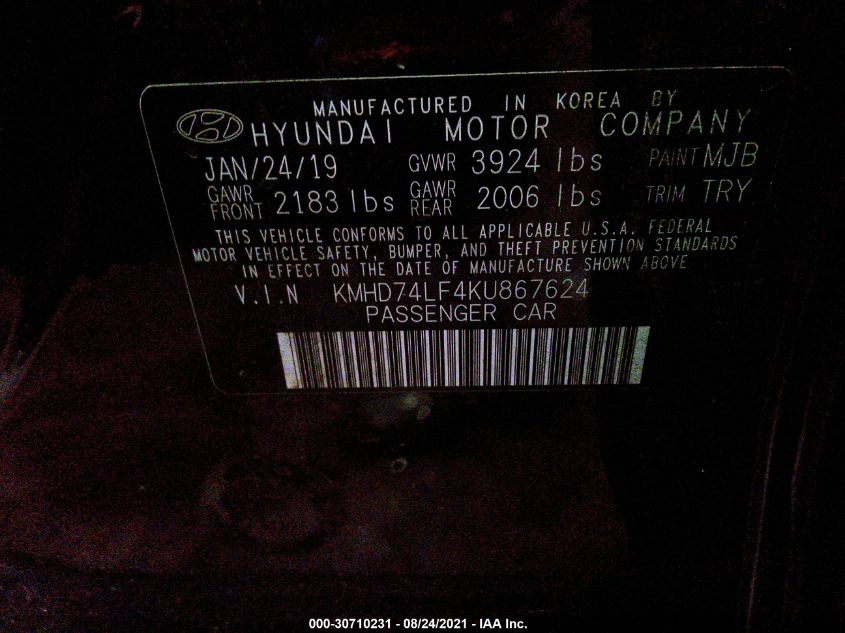 MANUFACTURED IN KOREA BY
HYUNDAI MOTOR COMPANY
JAN/24/19 GVWR 3924 lbs PAINT MJB
GAWR FRONT 2183 lbs GAWR REAR 2006 lbs TRIM TRY
THIS VEHICLE CONFORMS TO ALL APPLICABLE U.S.A. FEDERAL
MOTOR VEHICLE SAFETY, BUMPER, AND THEFT PREVENTION STANDARDS
IN EFFECT ON THE DATE OF MANUFACTURE SHOWN ABOVE
V.I.N KMHD74LF4KU867624
PASSENGER CAR
000-30710231 - 08/24/2021 - IAA Inc.